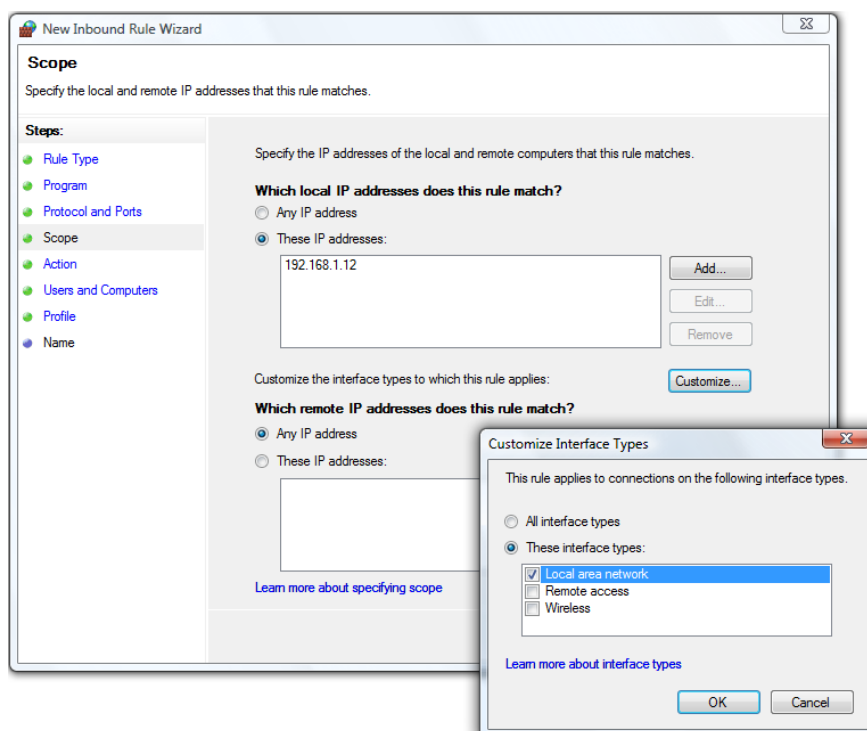 New Inbound Rule Wizard
Scope
Specify the local and remote IP addresses that this rule matches.
Steps:
Rule Type
Program
Protocol and Ports
Scope
Action
Users and Computers
Profile
Name
Specify the IP addresses of the local and remote computers that this rule matches.
Which local IP addresses does this rule match?
Any IP address
These IP addresses:
192.168.1.12
Add...
Edit...
Remove
Customize the interface types to which this rule applies:
Customize...
Which remote IP addresses does this rule match?
Any IP address
These IP addresses:
Learn more about specifying scope
Customize Interface Types
This rule applies to connections on the following interface types.
All interface types
These interface types:
Local area network
Remote access
Wireless
Learn more about interface types
OK
Cancel